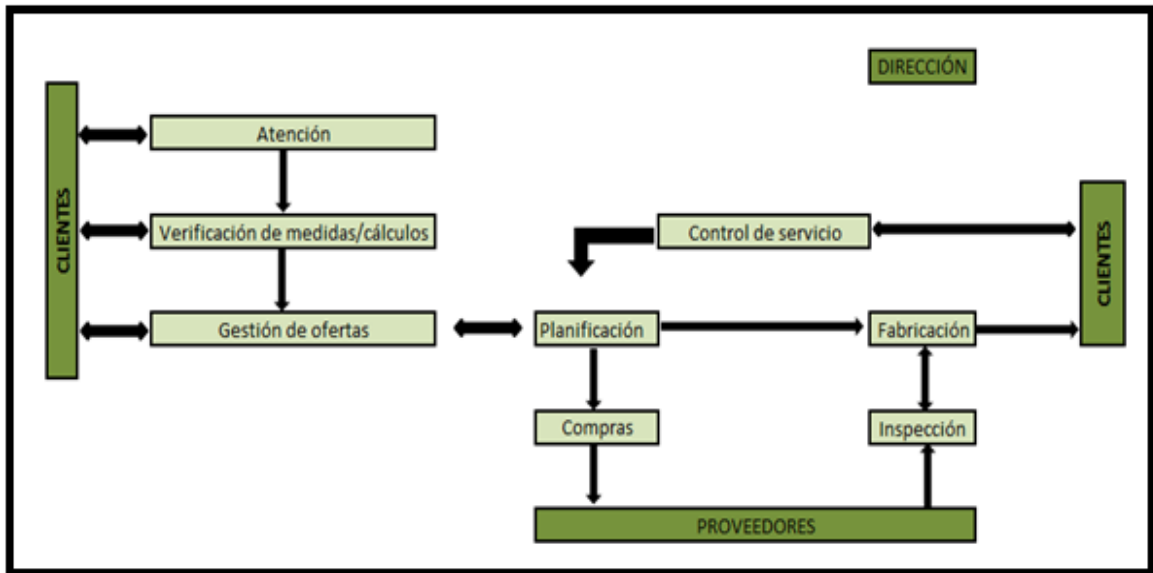 DIRECCIÓN
CLIENTES
Atención
Verificación de medidas/cálculos
Gestión de ofertas
Control de servicio
CLIENTES
Planificación
Fabricación
Compras
Inspección
PROVEEDORES